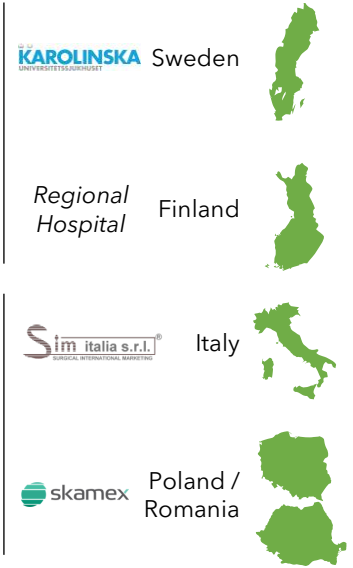 KAROLINSKA Sweden
UNIVERSITETSSJUKHUSET
Regional
Hospital
Finland
Sim italia s.r.l.®
SURGICAL INTERNATIONAL MARKETING
Italy
skamex
Poland /
Romania